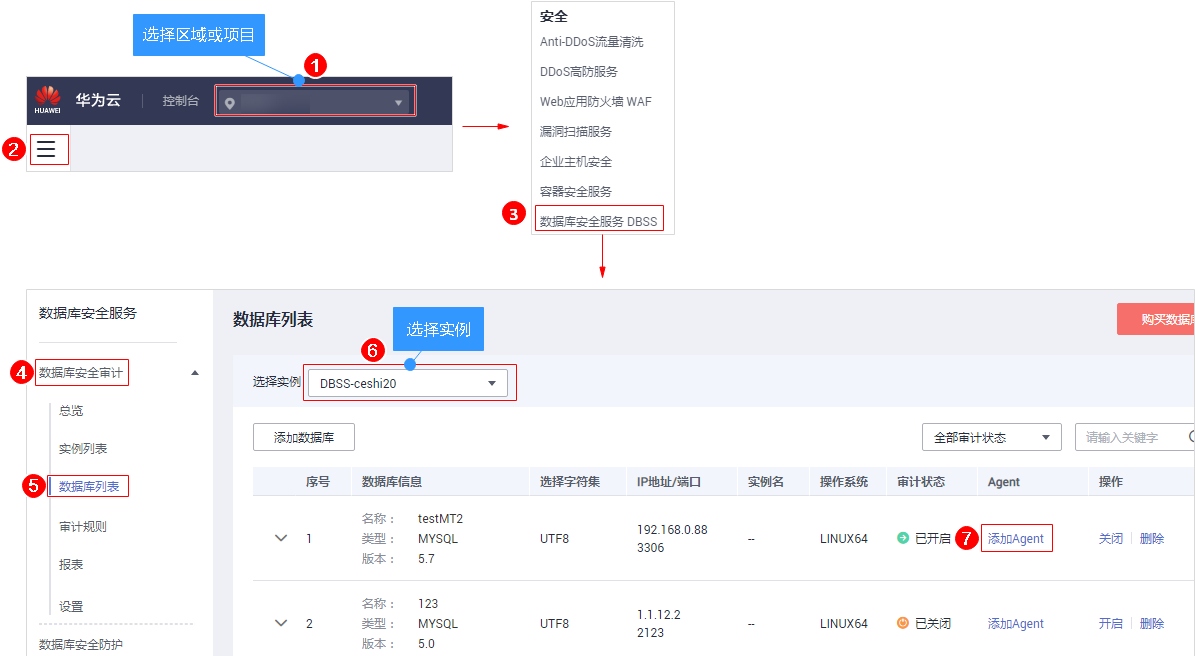 选择区域或项目
1
HUAWEI 华为云 控制台
2
安全
Anti-DDoS流量清洗
DDoS高防服务
Web应用防火墙 WAF
漏洞扫描服务
企业主机安全
容器安全服务
3 数据库安全服务 DBSS
数据库安全服务
4 数据库安全审计
总览
实例列表
5 数据库列表
审计规则
报表
设置
数据库安全防护
数据库列表
选择实例
6
购买数据
选择实例 DBSS-ceshi20
添加数据库 全部审计状态 请输入关键字
序号 数据库信息 选择字符集 IP地址/端口 实例名 操作系统 审计状态 Agent 操作
1 名称: testMT2
类型: MYSQL
版本: 5.7
UTF8 192.168.0.88
3306
-- LINUX64 已开启 7 添加Agent 关闭 删除
2 名称: 123
类型: MYSQL
版本: 5.0
UTF8 1.1.12.2
2123
-- LINUX64 已关闭 添加Agent 开启 删除